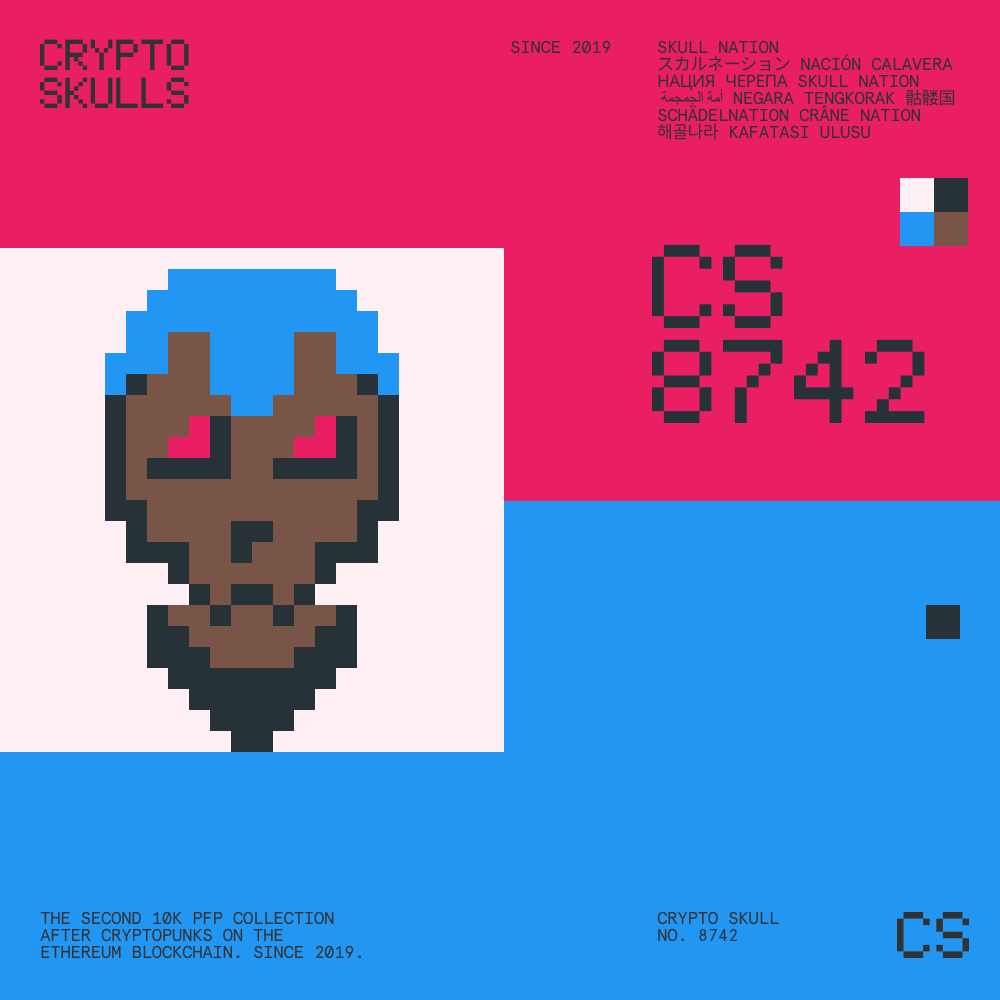 CRYPTO
SKULLS
SINCE 2019
SKULL NATION
スカルネーション NACIÓN CALAVERA
НАЦИЯ ЧЕРЕПА SKULL NATION
أمة الجمجمة NEGARA TENGKORAK 骷髅国
SCHÄDELNATION CRÂNE NATION
해골나라 KAFATASI ULUSU
CS
8742
THE SECOND 10K PFP COLLECTION
AFTER CRYPTOPUNKS ON THE
ETHEREUM BLOCKCHAIN. SINCE 2019.
CRYPTO SKULL
NO. 8742
CS